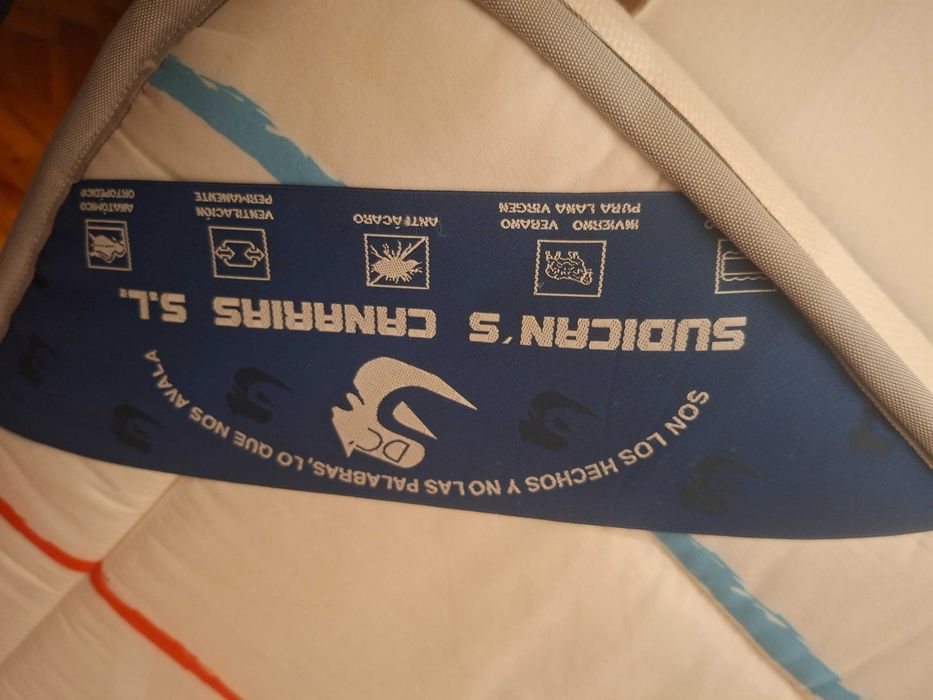 SON LOS HECHOS Y NO LAS PALABRAS, LO QUE NOS AVALA
DC
SUDICAN'S CANARIAS S.L.
INVIERNO VERANO
PURA LANA VIRGEN
ANTIÁCARO
VENTILACIÓN
PERMANENTE
ANATÓMICO
ORTOPÉDICO